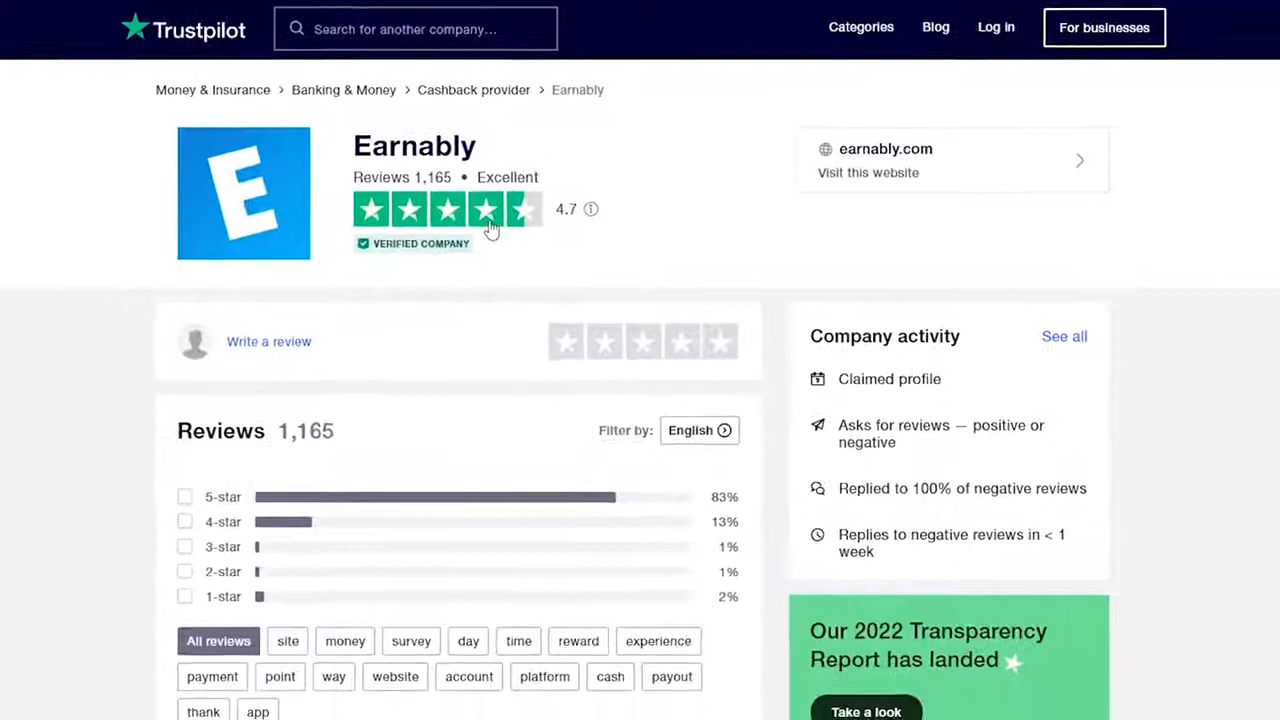 Trustpilot
Search for another company...
Categories
Blog
Log in
For businesses
Money & Insurance > Banking & Money > Cashback provider > Earnably
E
Earnably
Reviews 1,165 • Excellent
4.7
VERIFIED COMPANY
earnably.com
Visit this website
Write a review
Reviews 1,165
Filter by: English
5-star 83%
4-star 13%
3-star 1%
2-star 1%
1-star 2%
All reviews
site
money
survey
day
time
reward
experience
payment
point
way
website
account
platform
cash
payout
thank
app
Company activity
See all
Claimed profile
Asks for reviews — positive or
negative
Replied to 100% of negative reviews
Replies to negative reviews in < 1
week
Our 2022 Transparency
Report has landed
Take a look